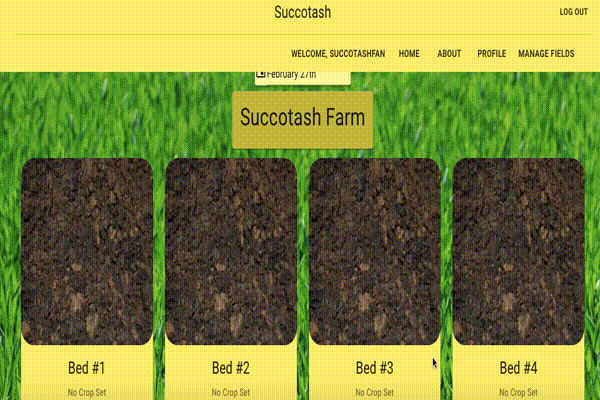 Succotash
LOG OUT
WELCOME, SUCCOTASHFAN HOME ABOUT PROFILE MANAGE FIELDS
February 27th
Succotash Farm
Bed #1 Bed #2 Bed #3 Bed #4
No Crop Set No Crop Set No Crop Set No Crop Set